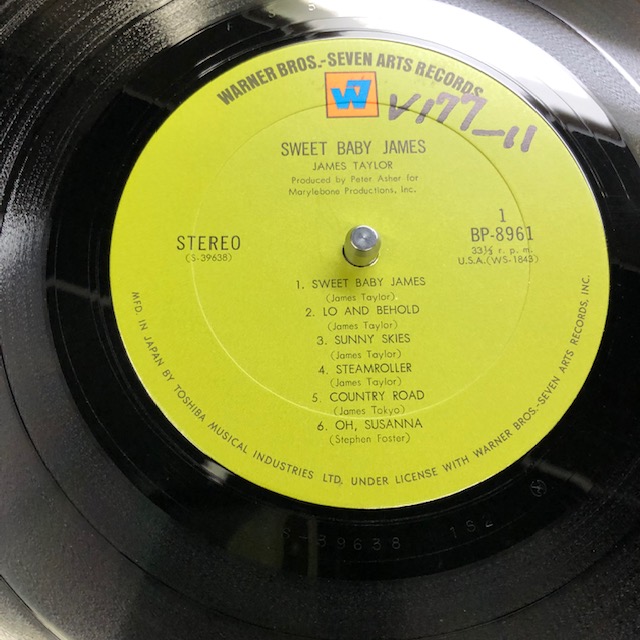 WARNER BROS.-SEVEN ARTS RECORDS
W7
V177-11
SWEET BABY JAMES
JAMES TAYLOR
Produced by Peter Asher for
Marylebone Productions, Inc.
STEREO
(S-39638)
1
BP-8961
33⅓ r. p. m.
U.S.A.(WS-1843)
1. SWEET BABY JAMES
(James Taylor)
2. LO AND BEHOLD
(James Taylor)
3. SUNNY SKIES
(James Taylor)
4. STEAMROLLER
(James Taylor)
5. COUNTRY ROAD
(James Tokyo)
6. OH, SUSANNA
(Stephen Foster)
MFD. IN JAPAN BY TOSHIBA MUSICAL INDUSTRIES LTD, UNDER LICENSE WITH WARNER BROS.-SEVEN ARTS RECORDS, INC.
S-39638 1S2